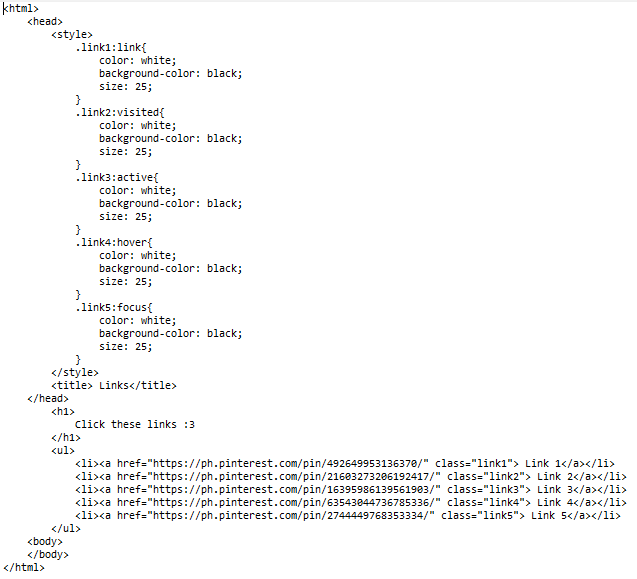 <html>
<head>
<style>
.link1:link{
color: white;
background-color: black;
size: 25;
}
.link2:visited{
color: white;
background-color: black;
size: 25;
}
.link3:active{
color: white;
background-color: black;
size: 25;
}
.link4:hover{
color: white;
background-color: black;
size: 25;
}
.link5:focus{
color: white;
background-color: black;
size: 25;
}
</style>
<title> Links</title>
</head>
<h1>
Click these links :3
</h1>
<ul>
<li><a href="https://ph.pinterest.com/pin/492649953136370/" class="link1"> Link 1</a></li>
<li><a href="https://ph.pinterest.com/pin/21603273206192417/" class="link2"> Link 2</a></li>
<li><a href="https://ph.pinterest.com/pin/16395986139561903/" class="link3"> Link 3</a></li>
<li><a href="https://ph.pinterest.com/pin/63543044736785336/" class="link4"> Link 4</a></li>
<li><a href="https://ph.pinterest.com/pin/2744449768353334/" class="link5"> Link 5</a></li>
</ul>
<body>
</body>
</html>